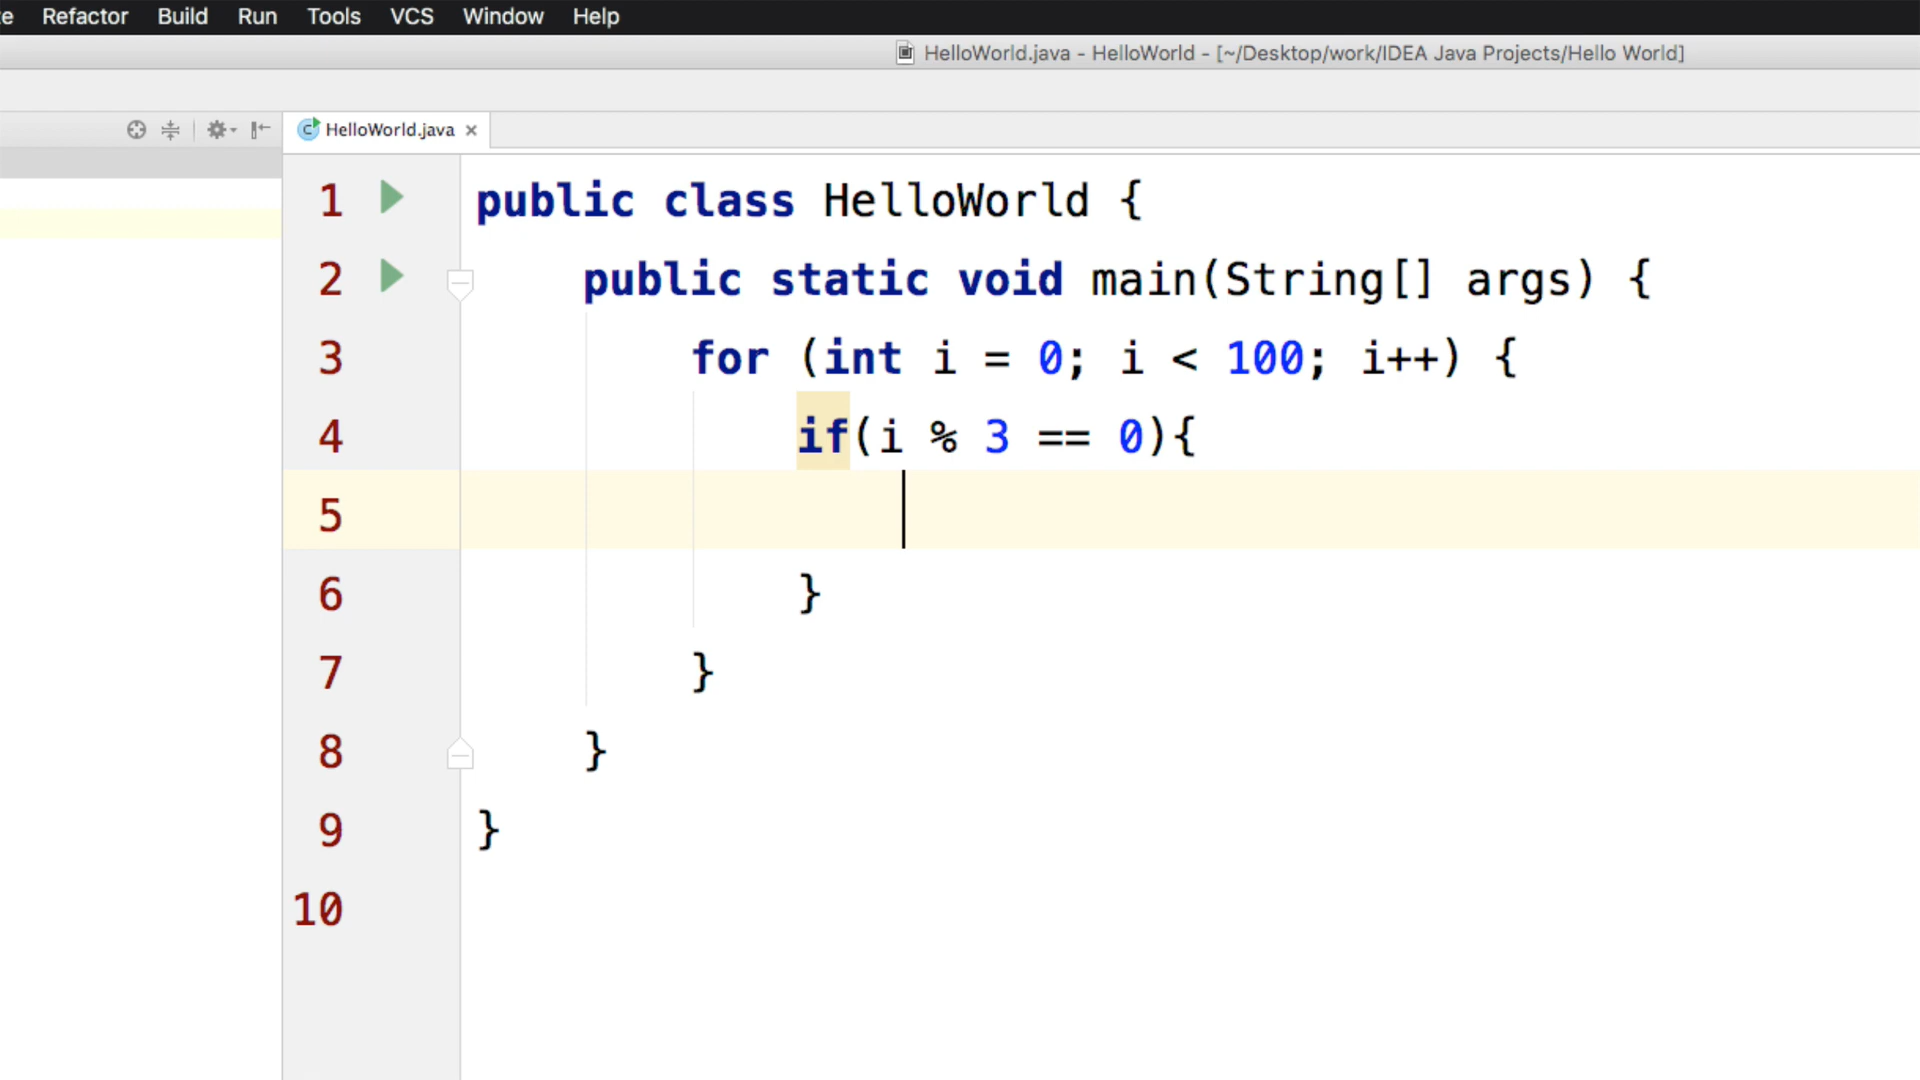 Refactor Build Run Tools VCS Window Help
HelloWorld.java - HelloWorld - [~/Desktop/work/IDEA Java Projects/Hello World]
HelloWorld.java
1 public class HelloWorld {
2 public static void main(String[] args) {
3 for (int i = 0; i < 100; i++) {
4 if(i % 3 == 0){
5
6 }
7 }
8 }
9 }
10